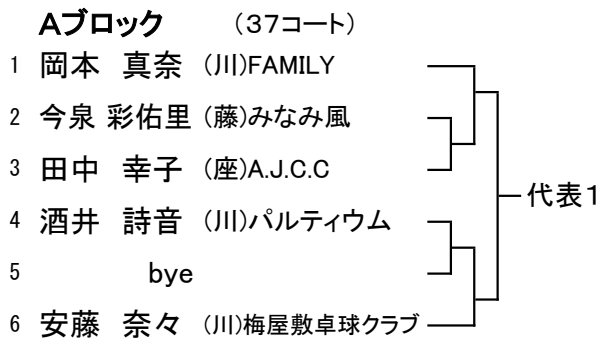 Aブロック （37コート）
1 岡本 真奈 （川）FAMILY
2 今泉 彩佑里 （藤）みなみ風
3 田中 幸子 （座）A.J.C.C
代表1
4 酒井 詩音 （川）パルティウム
5 bye
6 安藤 奈々 （川）梅屋敷卓球クラブ